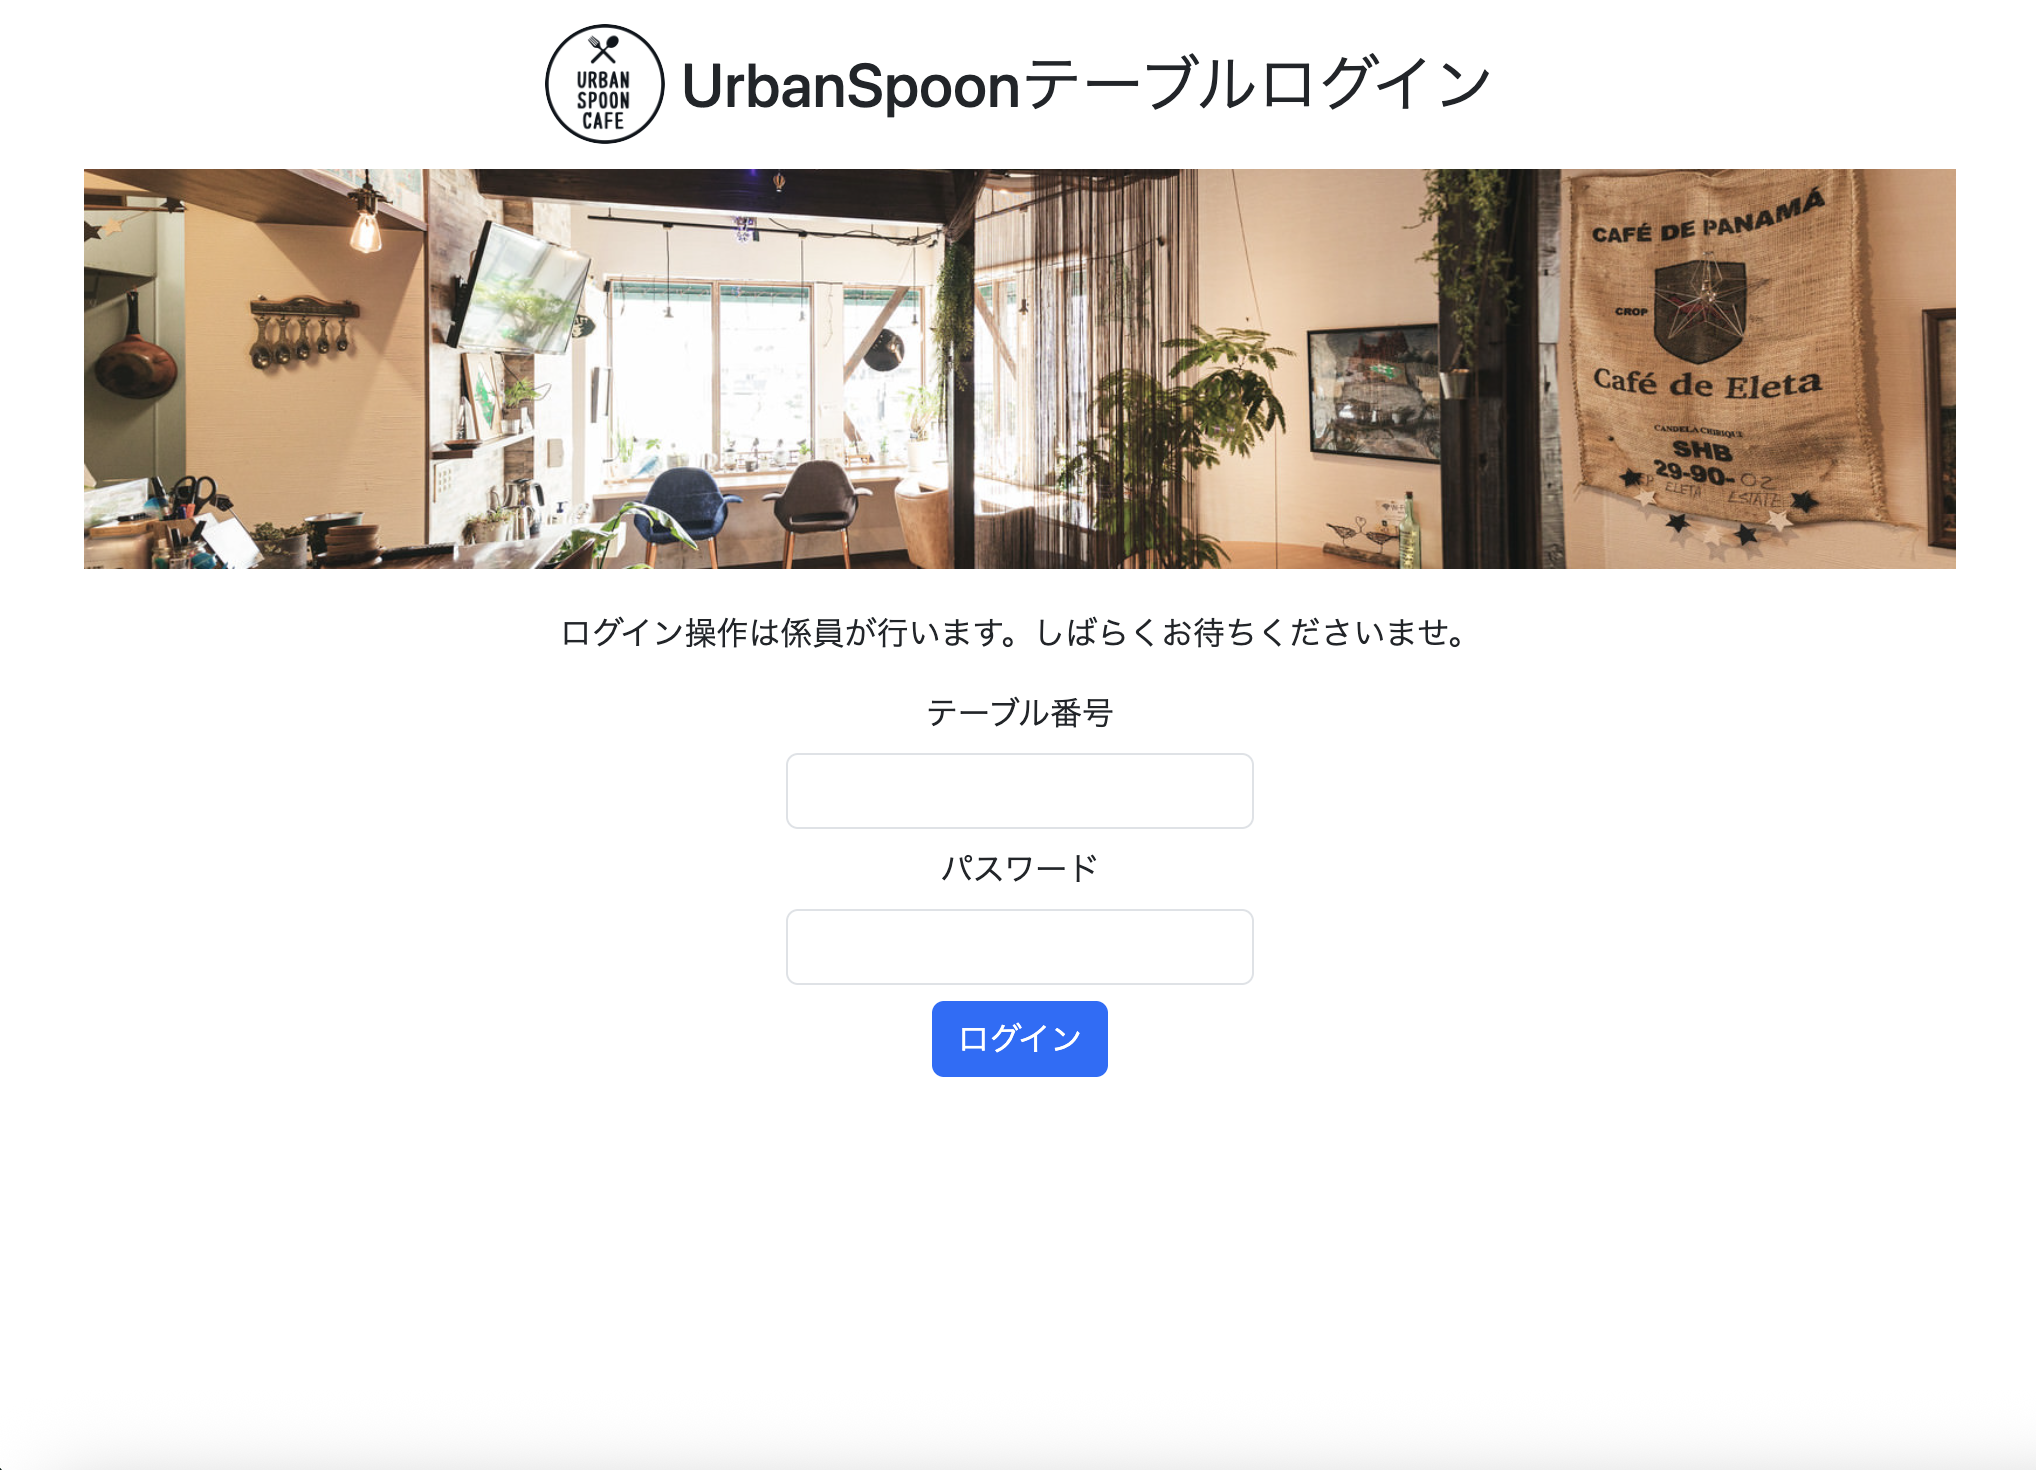 URBAN
SPOON
CAFE
UrbanSpoonテーブルログイン
CAFÉ DE PANAMÁ
CROP
Café de Eleta
CANDELA CHIRIQUI
SHB
29-90-02
ELETA ESTATE
ログイン操作は係員が行います。しばらくお待ちくださいませ。
テーブル番号
パスワード
ログイン